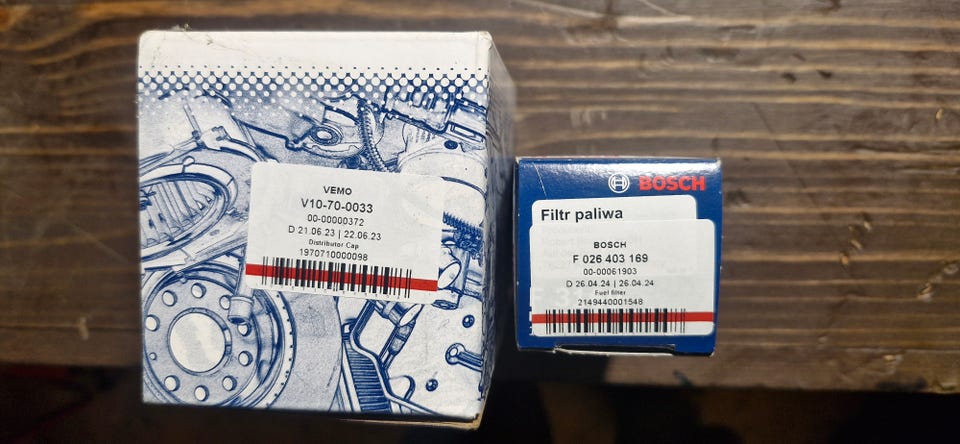 VEMO
V10-70-0033
00-00000372
D 21.06.23 | 22.06.23
Distributor Cap
1970710000098
BOSCH
Filtr paliwa
BOSCH
F 026 403 169
00-00061903
D 26.04.24 | 26.04.24
Fuel filter
2149440001548